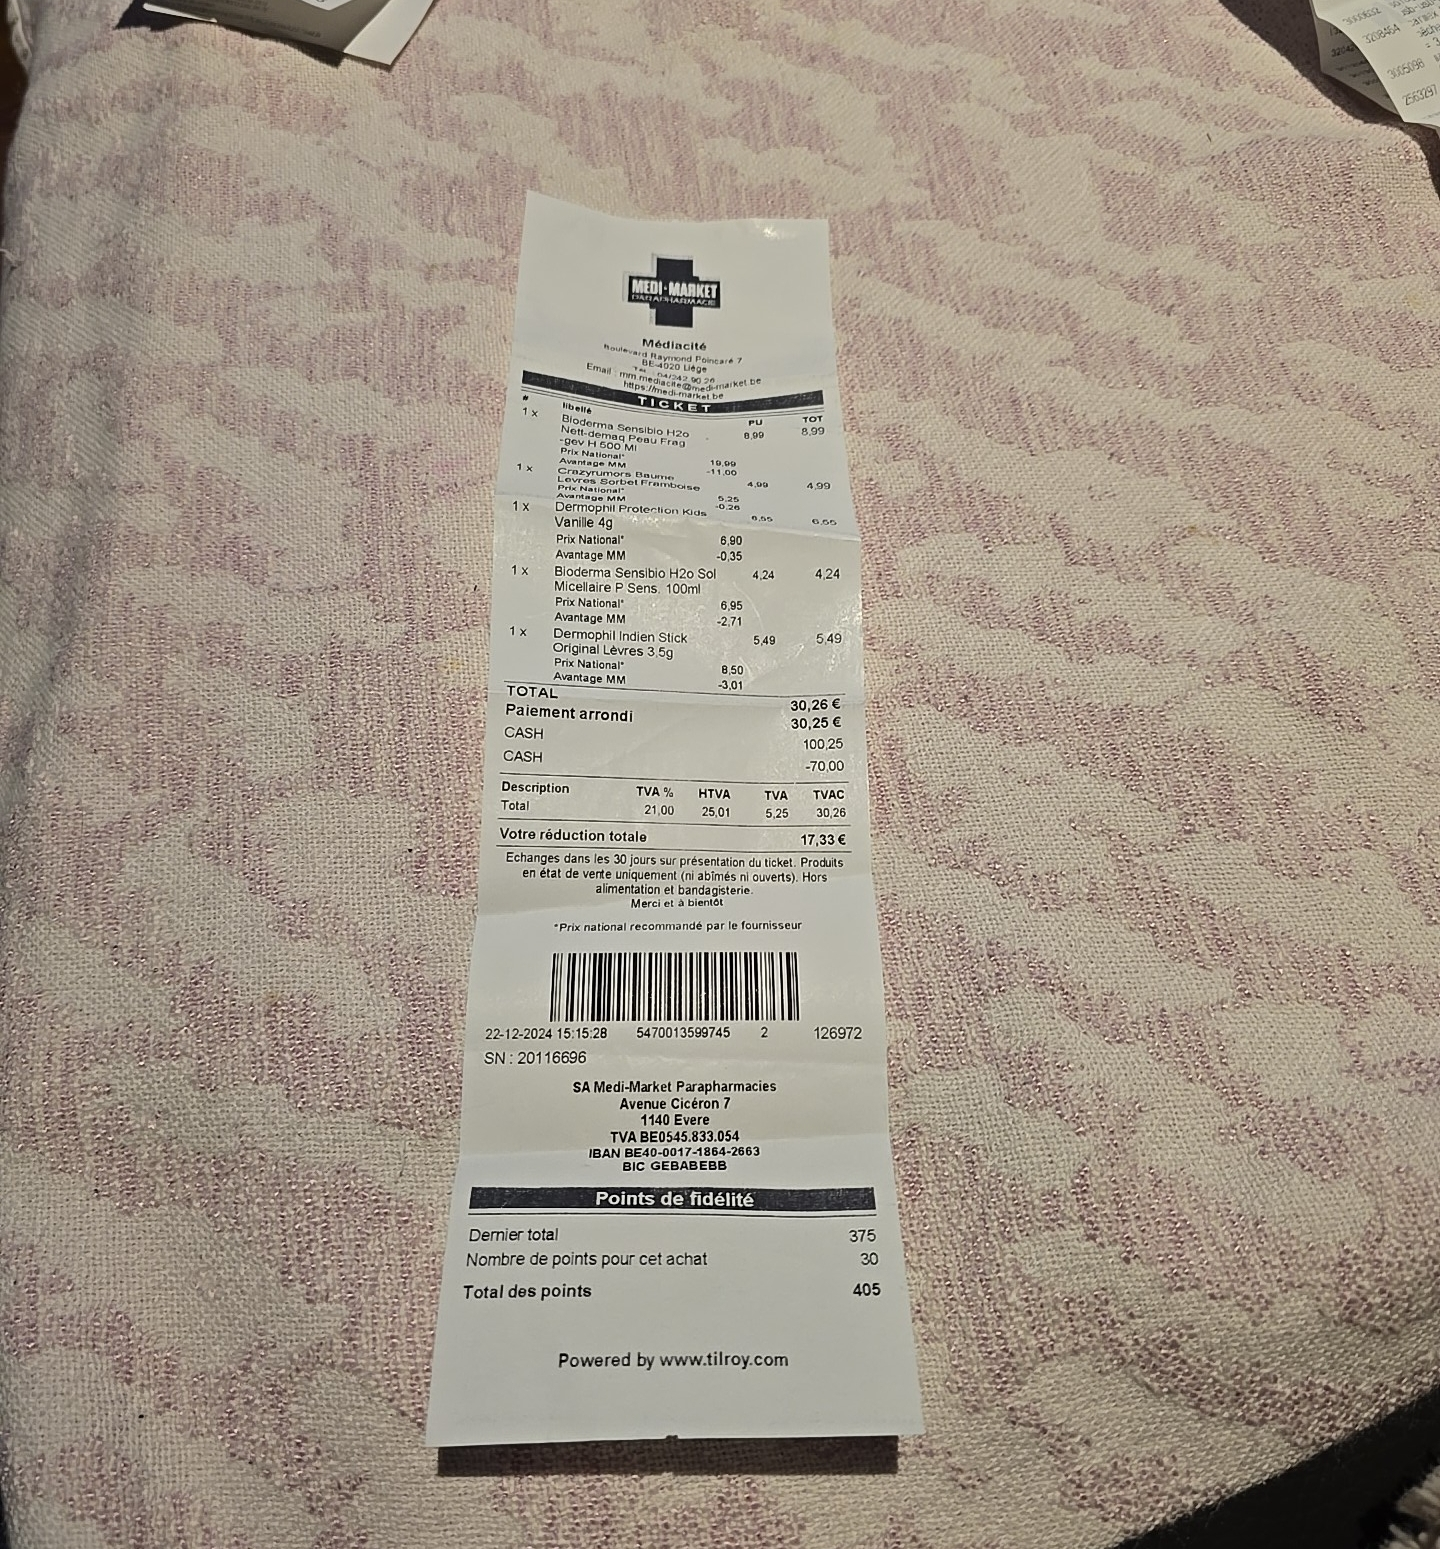 MEDI-MARKET
PARAPHARMACIE
Médiacité
Boulevard Raymond Poincaré 7
BE-4020 Liège
Tel : 04/242 90 26
Email : mm.mediacite@medi-market.be
https://medi-market.be
TICKET
# libellé PU TOT
1 x Bioderma Sensibio H2o 8,99 8,99
Nett-demaq Peau Frag
-gev H 500 Ml
Prix National* 19,99
Avantage MM -11,00
1 x Crazyrumors Baume 4,99 4,99
Levres Sorbet Framboise
Prix National* 5,25
Avantage MM -0,26
1 x Dermophil Protection Kids 6,55 6,55
Vanille 4g
Prix National* 6,90
Avantage MM -0,35
1 x Bioderma Sensibio H2o Sol 4,24 4,24
Micellaire P Sens. 100ml
Prix National* 6,95
Avantage MM -2,71
1 x Dermophil Indien Stick 5,49 5,49
Original Lèvres 3,5g
Prix National* 8,50
Avantage MM -3,01
TOTAL 30,26 €
Paiement arrondi 30,25 €
CASH 100,25
CASH -70,00
Description TVA % HTVA TVA TVAC
Total 21,00 25,01 5,25 30,26
Votre réduction totale 17,33 €
Echanges dans les 30 jours sur présentation du ticket. Produits
en état de vente uniquement (ni abîmés ni ouverts). Hors
alimentation et bandagisterie.
Merci et à bientôt
*Prix national recommandé par le fournisseur
22-12-2024 15:15:28 5470013599745 2 126972
SN : 20116696
SA Medi-Market Parapharmacies
Avenue Cicéron 7
1140 Evere
TVA BE0545.833.054
IBAN BE40-0017-1864-2663
BIC GEBABEBB
Points de fidélité
Dernier total 375
Nombre de points pour cet achat 30
Total des points 405
Powered by www.tilroy.com
3208464
3005098
2563297